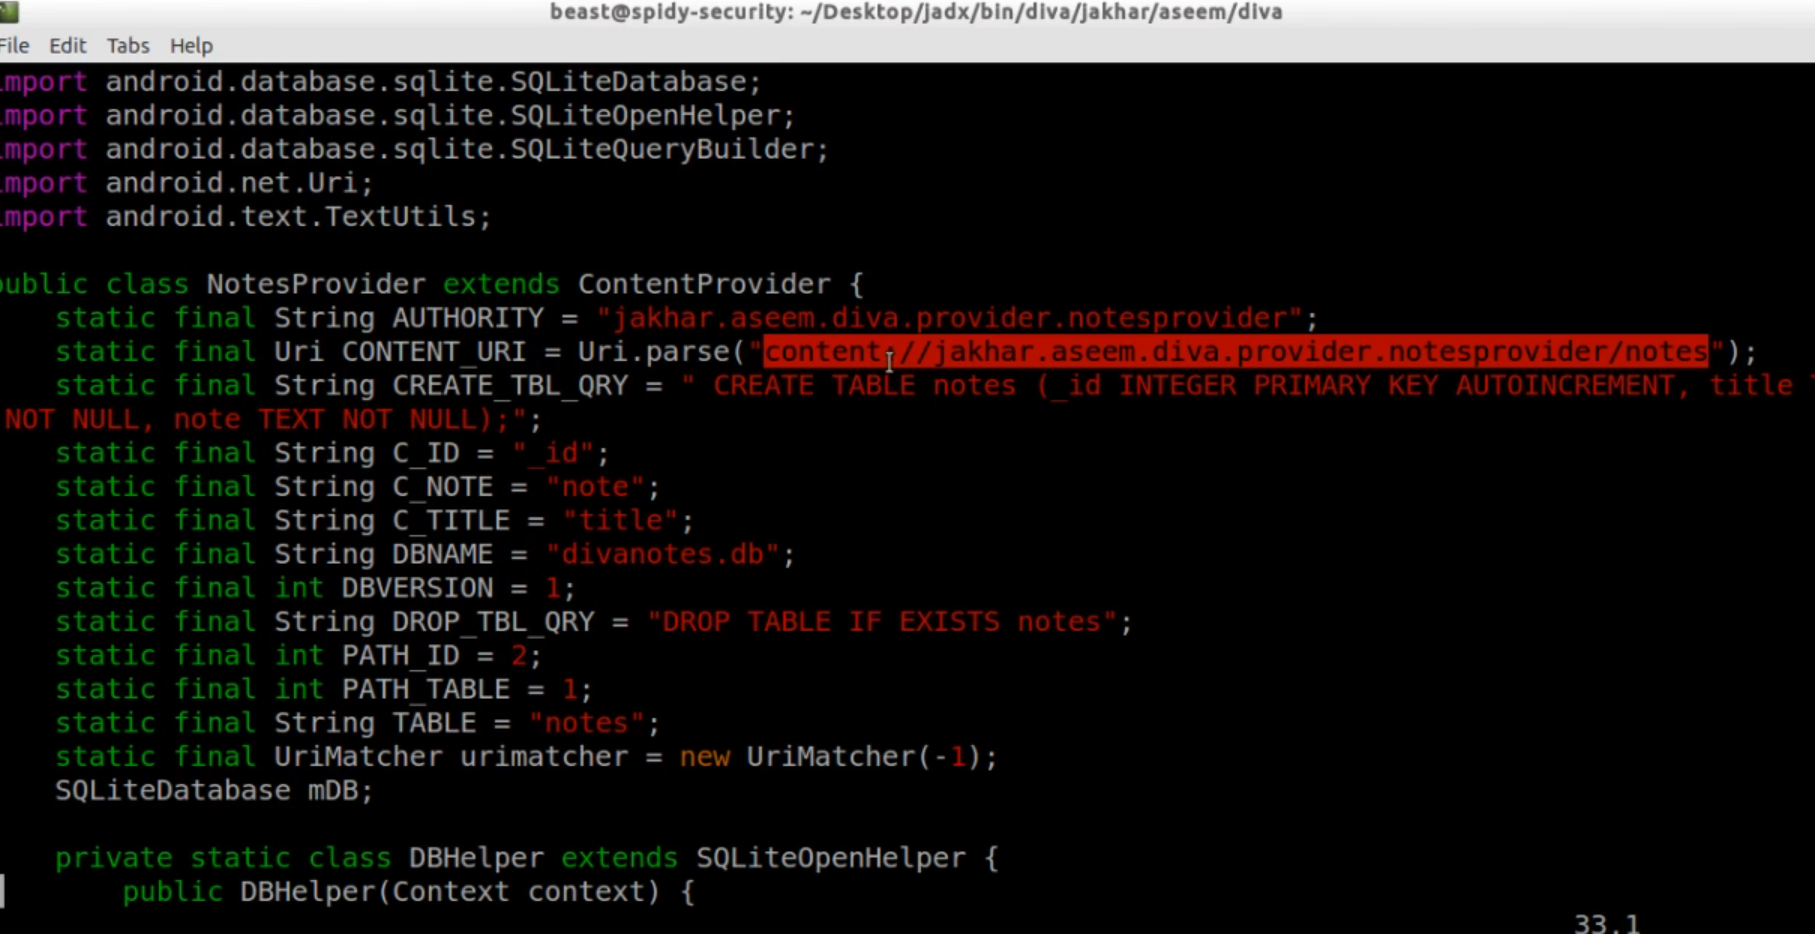 beast@spidy-security: ~/Desktop/jadx/bin/diva/jakhar/aseem/diva
File Edit Tabs Help
import android.database.sqlite.SQLiteDatabase;
import android.database.sqlite.SQLiteOpenHelper;
import android.database.sqlite.SQLiteQueryBuilder;
import android.net.Uri;
import android.text.TextUtils;
public class NotesProvider extends ContentProvider {
static final String AUTHORITY = "jakhar.aseem.diva.provider.notesprovider";
static final Uri CONTENT_URI = Uri.parse("content://jakhar.aseem.diva.provider.notesprovider/notes");
static final String CREATE_TBL_QRY = " CREATE TABLE notes (_id INTEGER PRIMARY KEY AUTOINCREMENT, title
NOT NULL, note TEXT NOT NULL);";
static final String C_ID = "_id";
static final String C_NOTE = "note";
static final String C_TITLE = "title";
static final String DBNAME = "divanotes.db";
static final int DBVERSION = 1;
static final String DROP_TBL_QRY = "DROP TABLE IF EXISTS notes";
static final int PATH_ID = 2;
static final int PATH_TABLE = 1;
static final String TABLE = "notes";
static final UriMatcher urimatcher = new UriMatcher(-1);
SQLiteDatabase mDB;
private static class DBHelper extends SQLiteOpenHelper {
public DBHelper(Context context) {
33,1